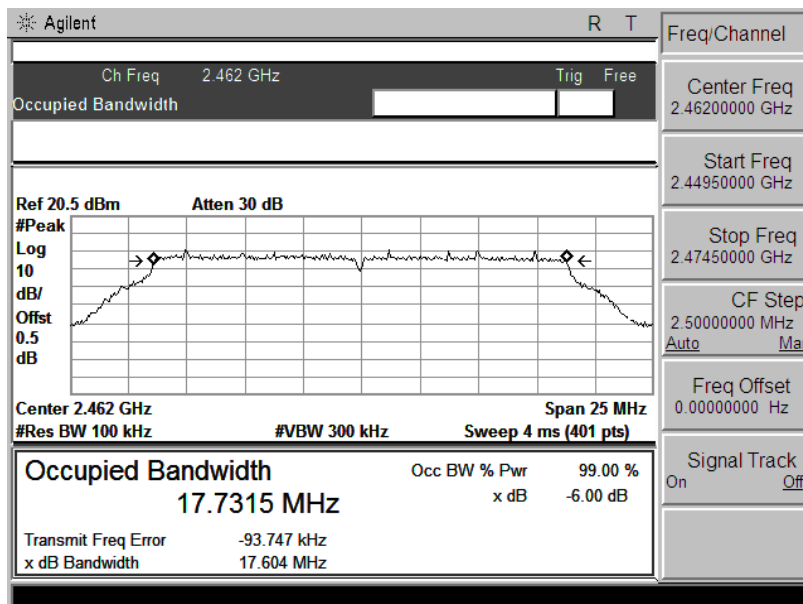 Agilent R T
Ch Freq 2.462 GHz Trig Free
Occupied Bandwidth
Ref 20.5 dBm Atten 30 dB
#Peak
Log
10
dB/
Offst
0.5
dB
Center 2.462 GHz Span 25 MHz
#Res BW 100 kHz #VBW 300 kHz Sweep 4 ms (401 pts)
Occupied Bandwidth
17.7315 MHz
Occ BW % Pwr 99.00 %
x dB -6.00 dB
Transmit Freq Error -93.747 kHz
x dB Bandwidth 17.604 MHz
Freq/Channel
Center Freq
2.46200000 GHz
Start Freq
2.44950000 GHz
Stop Freq
2.47450000 GHz
CF Step
2.50000000 MHz
Auto Ma
Freq Offset
0.00000000 Hz
Signal Track
On Off